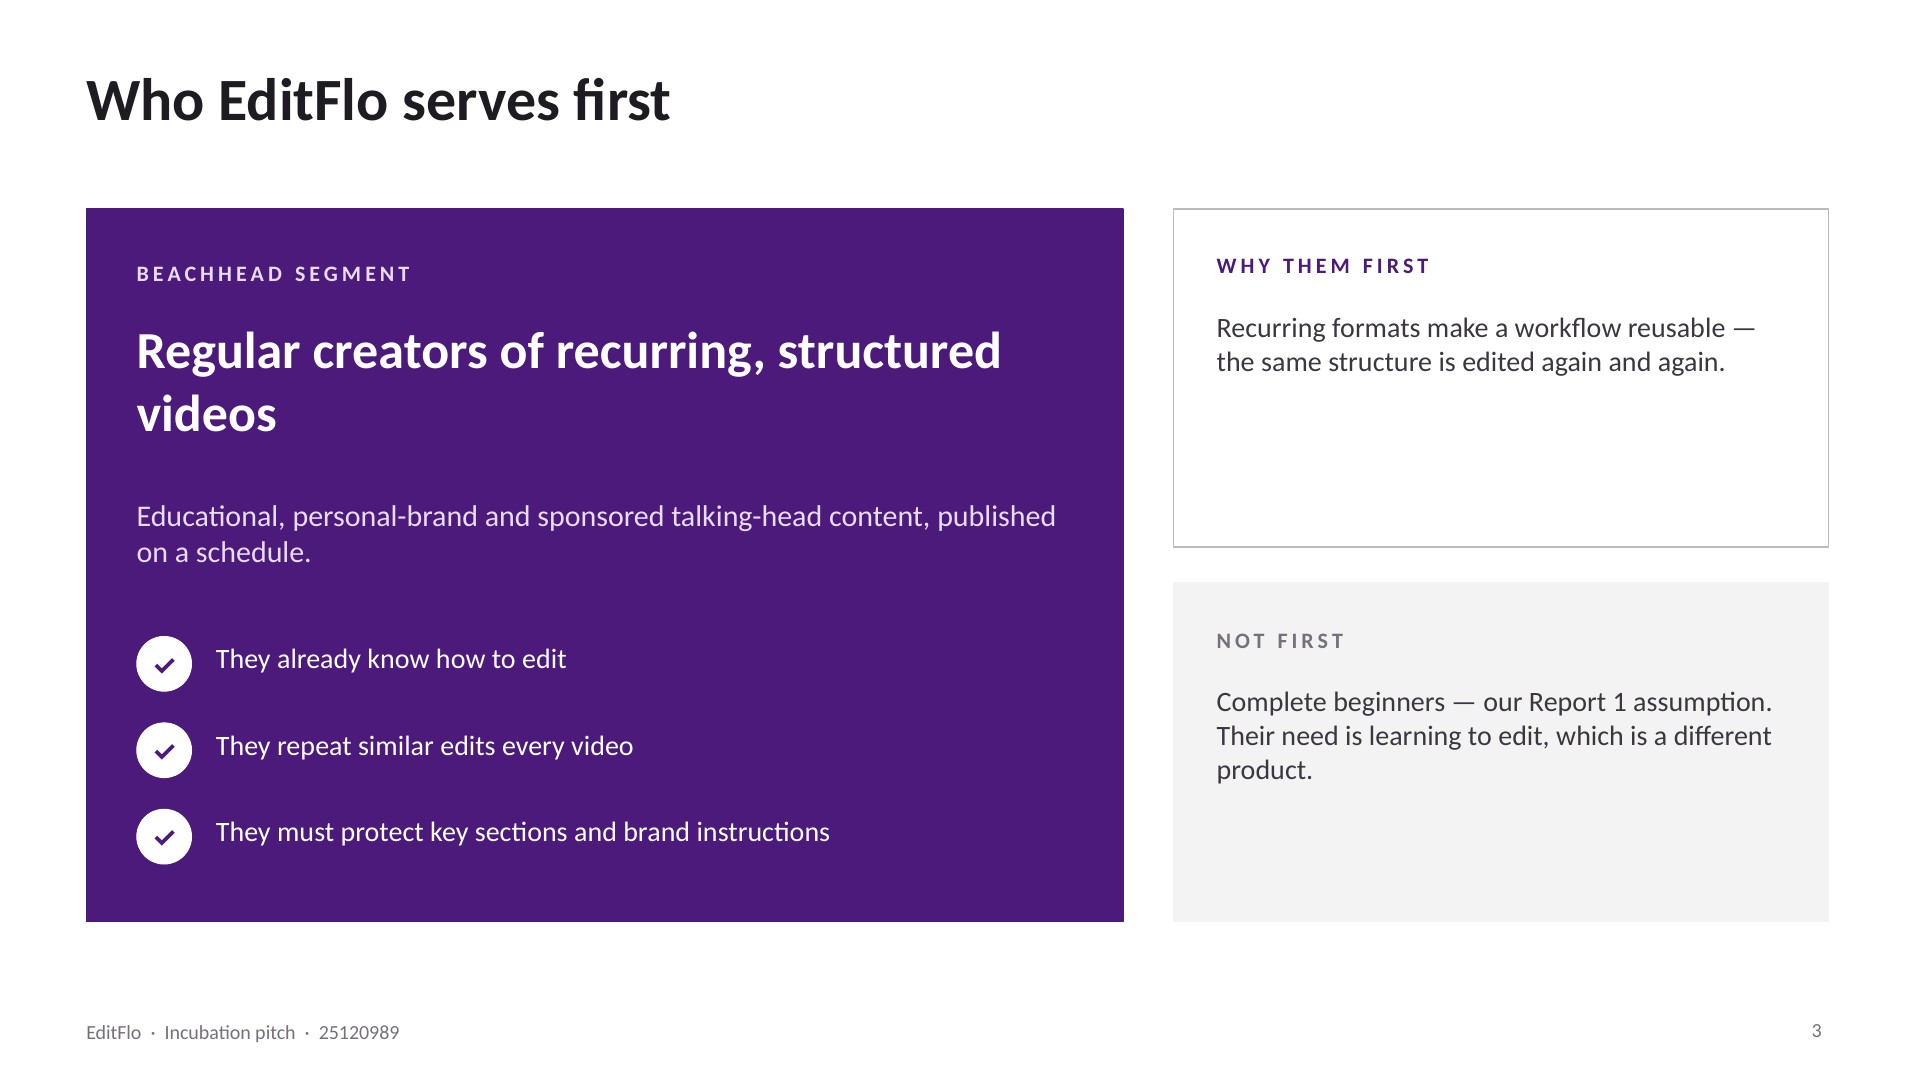 Who EditFlo serves first
BEACHHEAD SEGMENT
Regular creators of recurring, structured
videos
Educational, personal-brand and sponsored talking-head content, published
on a schedule.
They already know how to edit
They repeat similar edits every video
They must protect key sections and brand instructions
WHY THEM FIRST
Recurring formats make a workflow reusable —
the same structure is edited again and again.
NOT FIRST
Complete beginners — our Report 1 assumption.
Their need is learning to edit, which is a different
product.
EditFlo · Incubation pitch · 25120989
3